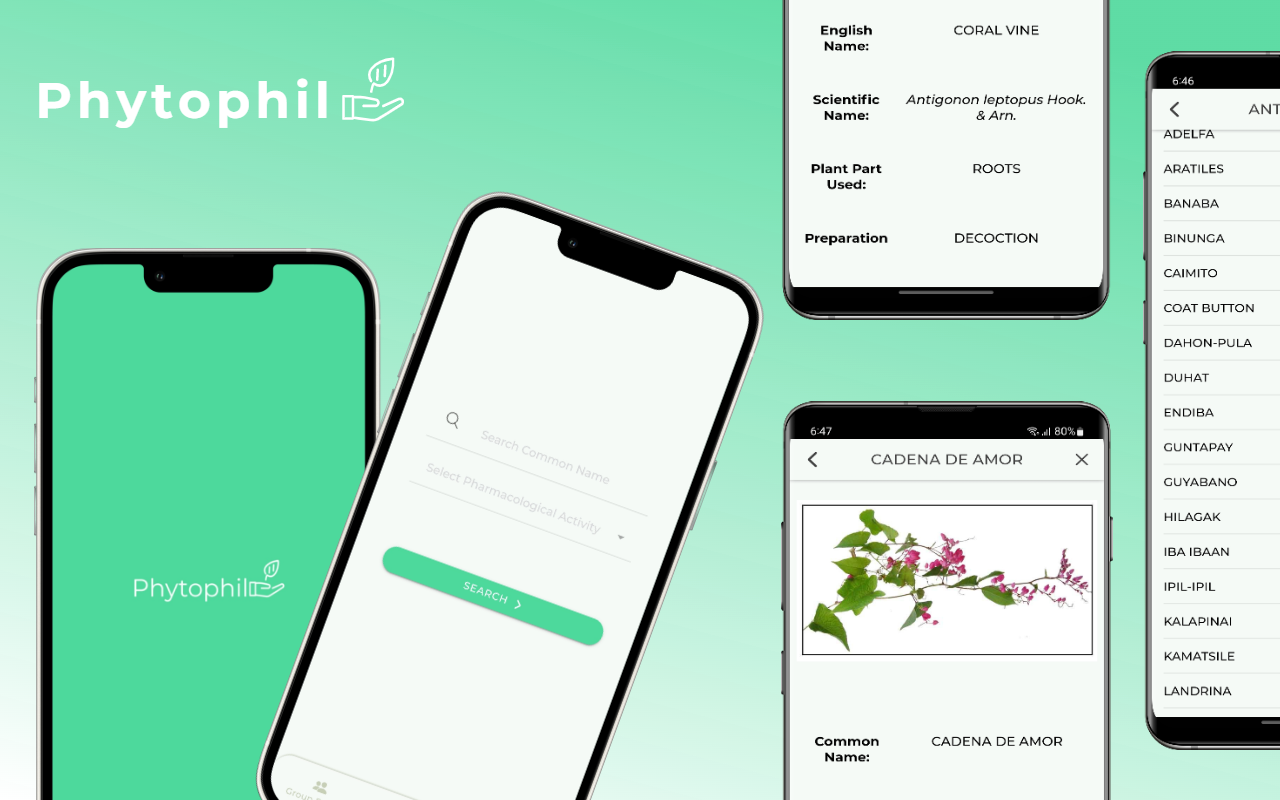 Phytophil
Phytophil
Search Common Name
Select Pharmacological Activity
SEARCH
Group
English
Name:
CORAL VINE
Scientific
Name:
Antigonon leptopus Hook.
& Arn.
Plant Part
Used:
ROOTS
Preparation
DECOCTION
6:47
80%
CADENA DE AMOR
Common
Name:
CADENA DE AMOR
6:46
ANT
ADELFA
ARATILES
BANABA
BINUNGA
CAIMITO
COAT BUTTON
DAHON-PULA
DUHAT
ENDIBA
GUNTAPAY
GUYABANO
HILAGAK
IBA IBAAN
IPIL-IPIL
KALAPINAI
KAMATSILE
LANDRINA